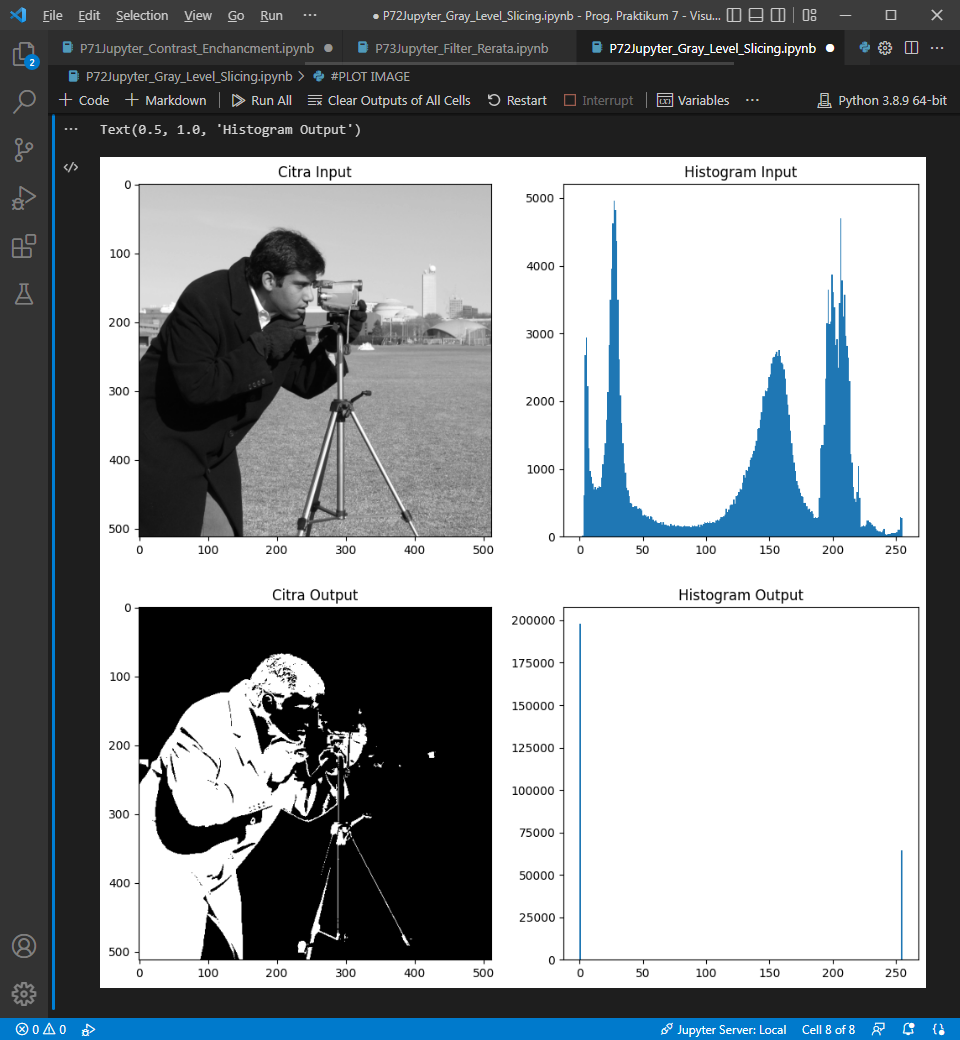 File Edit Selection View Go Run ··· ● P72Jupyter_Gray_Level_Slicing.ipynb - Prog. Praktikum 7 - Visu...
P71Jupyter_Contrast_Enchancment.ipynb ● P73Jupyter_Filter_Rerata.ipynb P72Jupyter_Gray_Level_Slicing.ipynb ●
2
P72Jupyter_Gray_Level_Slicing.ipynb > #PLOT IMAGE
+ Code + Markdown Run All Clear Outputs of All Cells Restart Interrupt Variables ··· Python 3.8.9 64-bit
··· Text(0.5, 1.0, 'Histogram Output')
Citra Input
0
100
200
300
400
500
0 100 200 300 400 500
Histogram Input
5000
4000
3000
2000
1000
0
0 50 100 150 200 250
Citra Output
0
100
200
300
400
500
0 100 200 300 400 500
Histogram Output
200000
175000
150000
125000
100000
75000
50000
25000
0
0 50 100 150 200 250
0 0 Jupyter Server: Local Cell 8 of 8